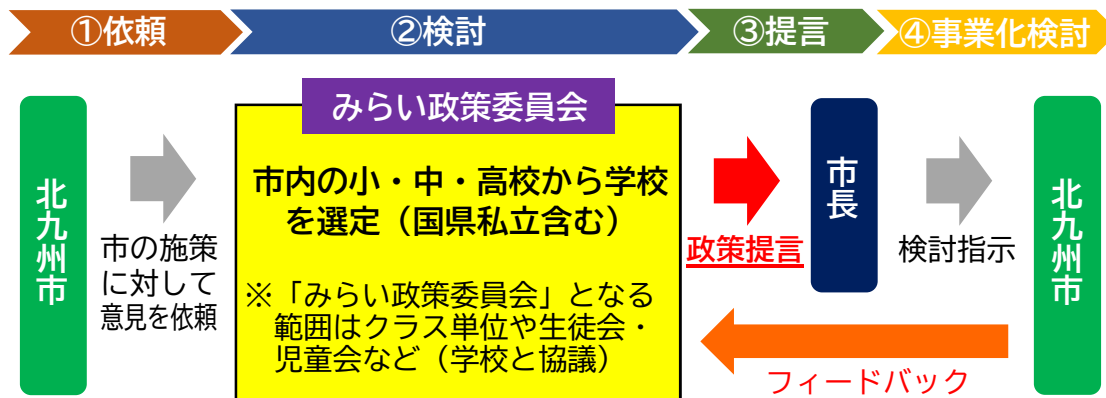 ①依頼
②検討
③提言
④事業化検討
北九州市
市の施策
に対して
意見を依頼
みらい政策委員会
市内の小・中・高校から学校
を選定（国県私立含む）
※「みらい政策委員会」となる
範囲はクラス単位や生徒会・
児童会など（学校と協議）
政策提言
市長
検討指示
北九州市
フィードバック